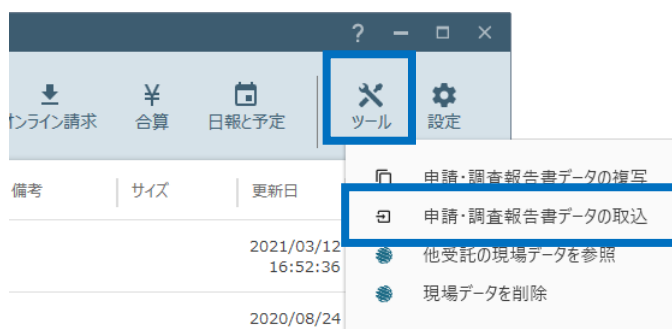 ?
オンライン請求 合算 日報と予定 ツール 設定
備考 サイズ 更新日
申請・調査報告書データの複写
申請・調査報告書データの取込
2021/03/12
16:52:36
他受託の現場データを参照
現場データを削除
2020/08/24